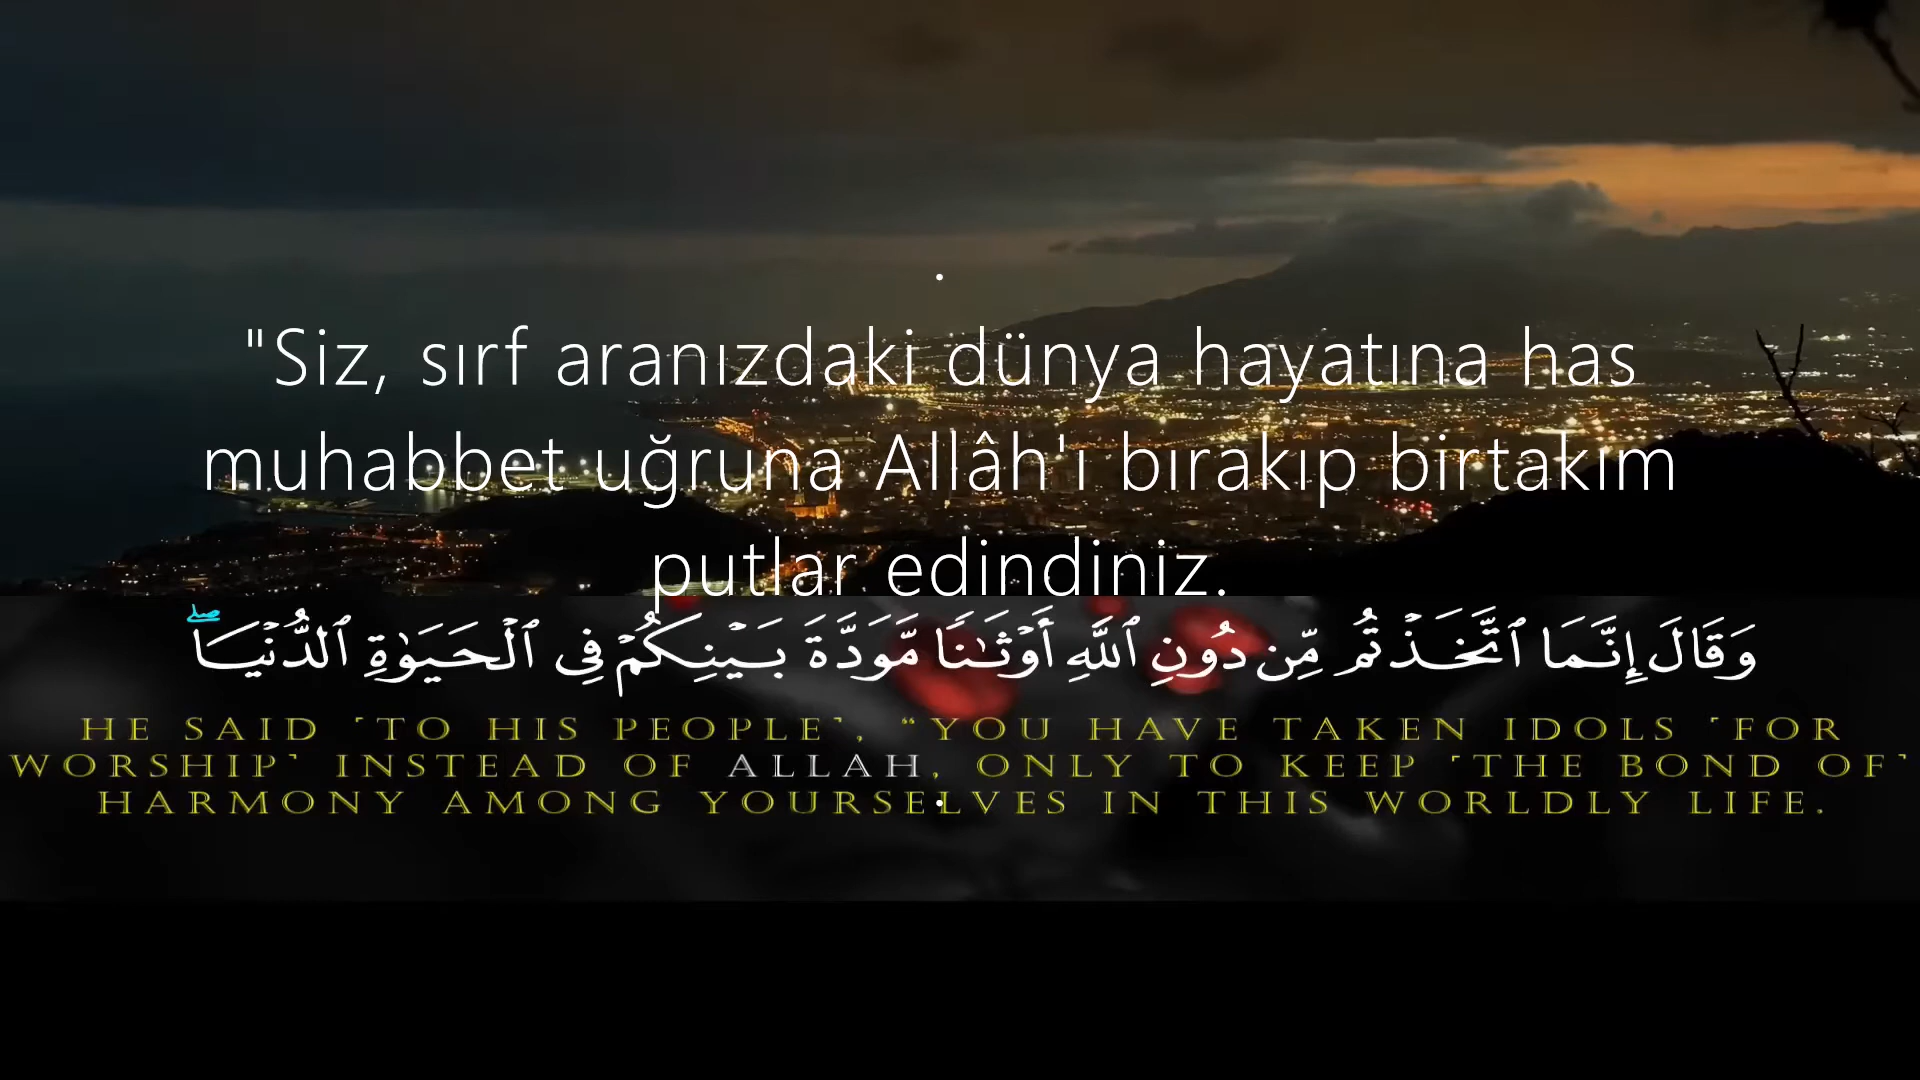 "Siz, sırf aranızdaki dünya hayatına has
muhabbet uğruna Allâh'ı bırakıp birtakım
putlar edindiniz.
وَقَالَ إِنَّمَا ٱتَّخَذۡتُم مِّن دُونِ ٱللَّهِ أَوۡثَٰنٗا مَّوَدَّةَ بَيۡنِكُمۡ فِي ٱلۡحَيَوٰةِ ٱلدُّنۡيَاۖ
HE SAID ˹TO HIS PEOPLE˺, “YOU HAVE TAKEN IDOLS ˹FOR
WORSHIP˺ INSTEAD OF ALLAH, ONLY TO KEEP ˹THE BOND OF˺
HARMONY AMONG YOURSELVES IN THIS WORLDLY LIFE.